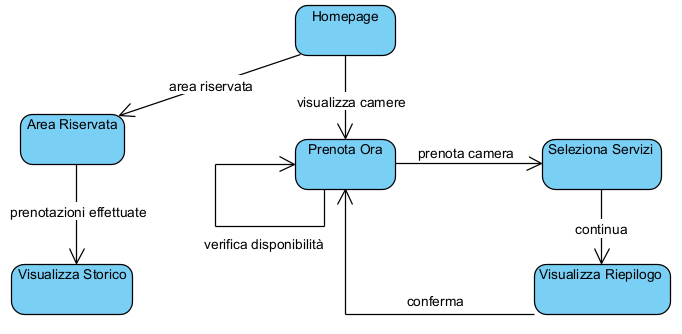 Homepage
area riservata
visualizza camere
Area Riservata
Prenota Ora
prenota camera
Seleziona Servizi
prenotazioni effettuate
verifica disponibilità
continua
Visualizza Storico
Visualizza Riepilogo
conferma